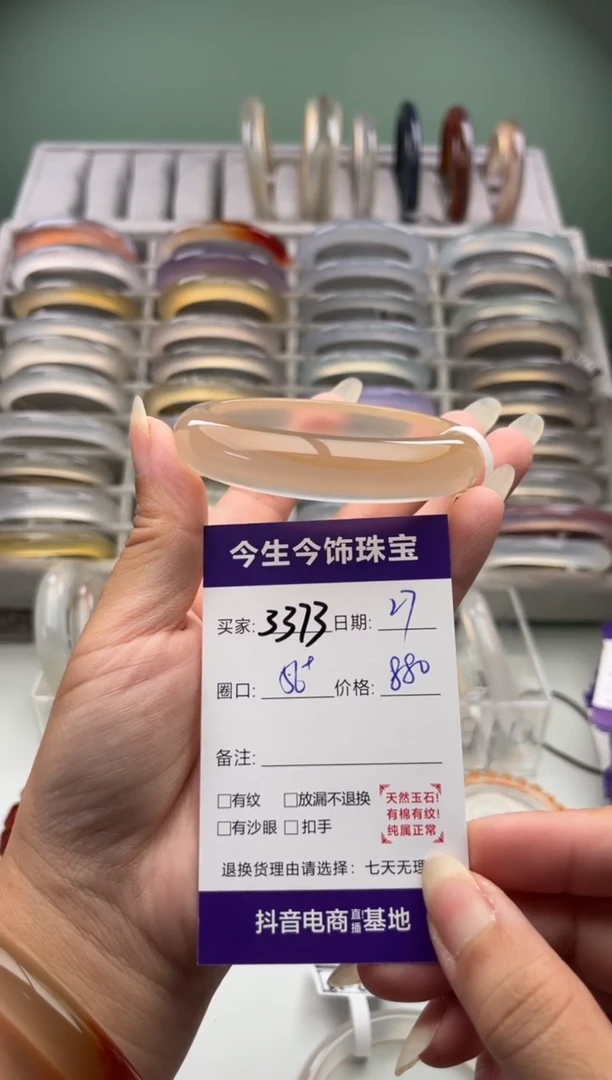 今生今饰珠宝
买家: 3373 日期: 27
圈口: 56+ 价格: 880
备注:
□有纹 □放漏不退换
□有沙眼 □扣手
天然玉石!
有棉有纹!
纯属正常
退换货理由请选择: 七天无理
抖音电商直播基地